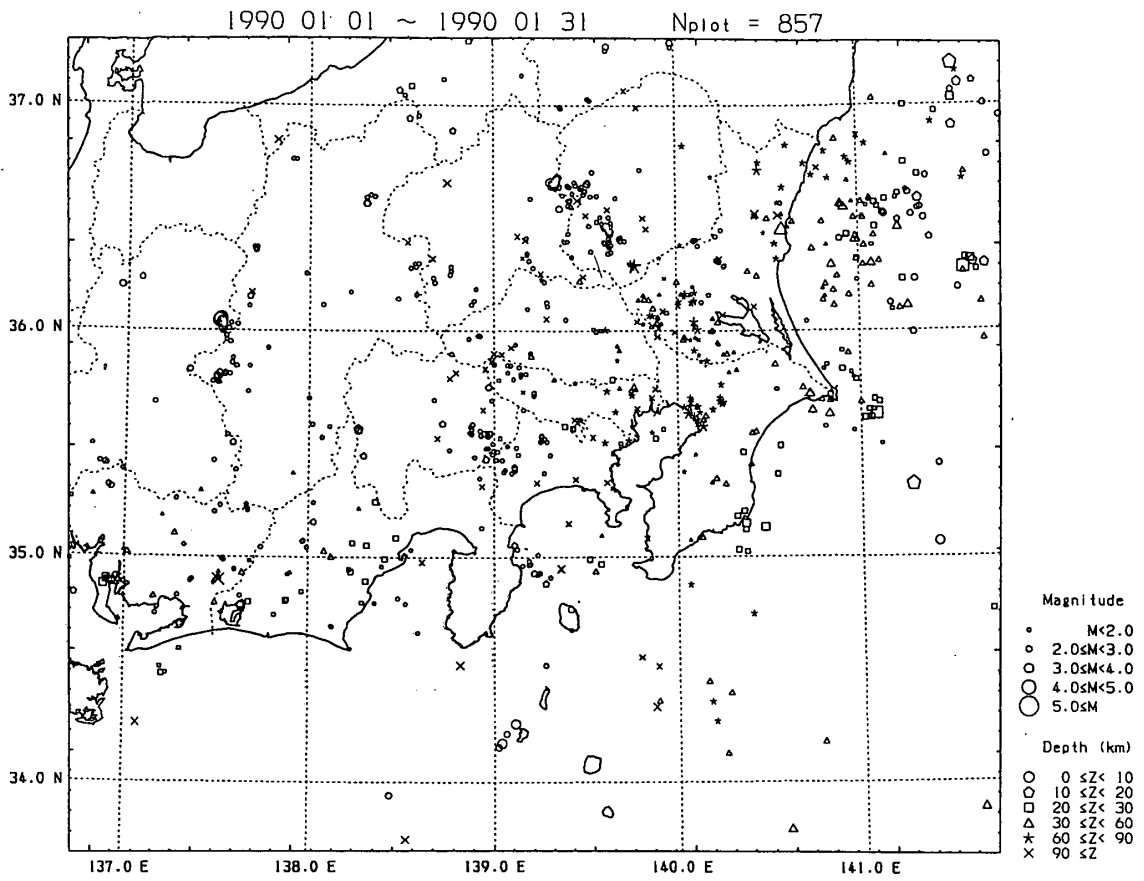 1990 01 01 ~ 1990 01 31 Nplot = 857
37.0 N
36.0 N
35.0 N
34.0 N
137.0 E 138.0 E 139.0 E 140.0 E 141.0 E
Magnitude
M<2.0
2.0≤M<3.0
3.0≤M<4.0
4.0≤M<5.0
5.0≤M
Depth (km)
0 ≤Z< 10
10 ≤Z< 20
20 ≤Z< 30
30 ≤Z< 60
60 ≤Z< 90
90 ≤Z